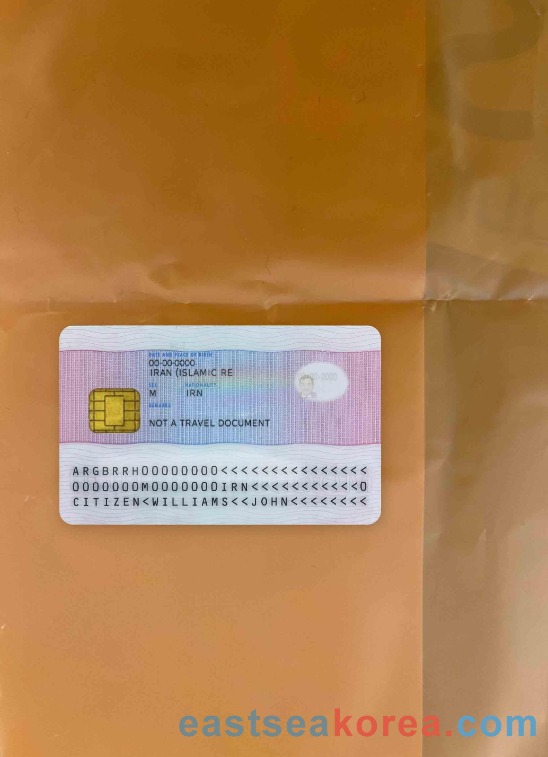 DATE AND PLACE OF BIRTH
00-00-0000
IRAN (ISLAMIC RE
SEX NATIONALITY
M IRN
REMARKS
NOT A TRAVEL DOCUMENT
ARGBRRH00000000<<<<<<<<<<<<<<<
0000000M0000000IRN<<<<<<<<<<<0
CITIZEN<WILLIAMS<<JOHN<<<<<<<<
eastseakorea.com